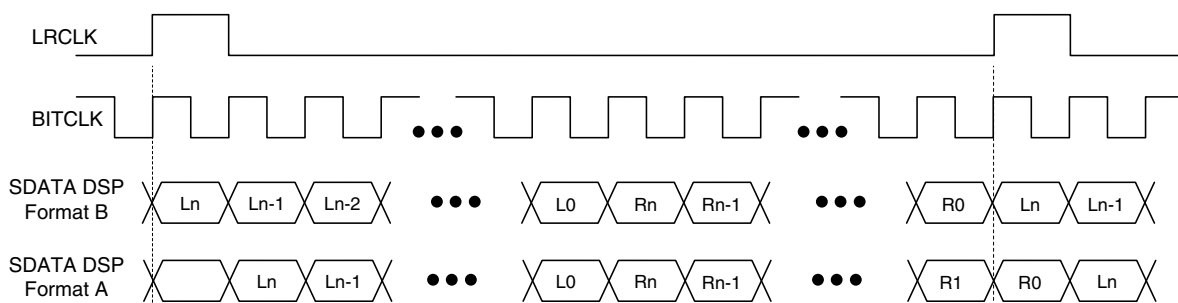 LRCLK
BITCLK
SDATA DSP
Format B
Ln Ln-1 Ln-2 L0 Rn Rn-1 R0 Ln Ln-1
SDATA DSP
Format A
Ln Ln-1 L0 Rn Rn-1 R1 R0 Ln